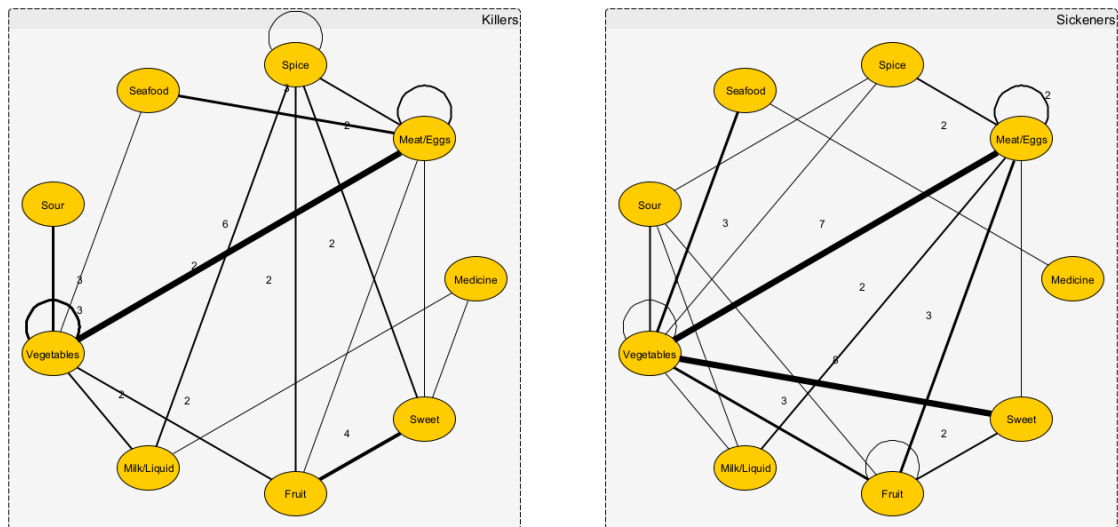 Killers
Spice
3
Seafood
2
Meat/Eggs
Sour
6
2
2
2
Medicine
3
3
Vegetables
2
2
Sweet
4
Milk/Liquid
Fruit
Sickeners
Spice
Seafood
2
2
Meat/Eggs
Sour
3
7
Medicine
2
3
Vegetables
8
3
Sweet
2
Milk/Liquid
Fruit